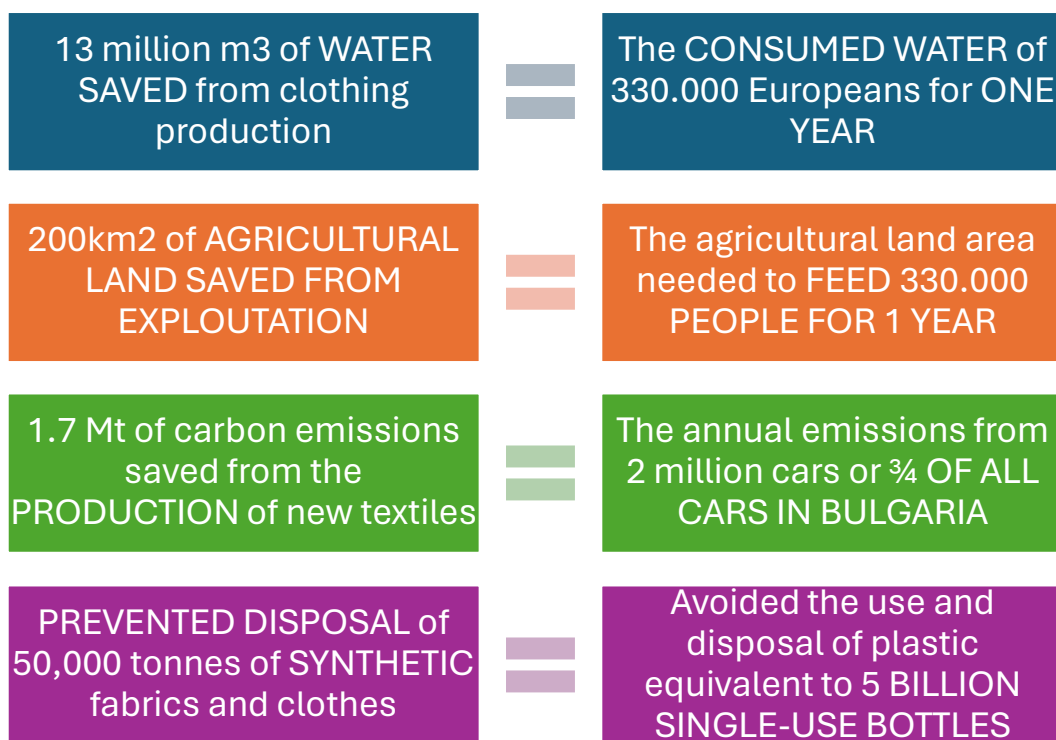 13 million m3 of WATER
SAVED from clothing
production
The CONSUMED WATER of
330.000 Europeans for ONE
YEAR
200km2 of AGRICULTURAL
LAND SAVED FROM
EXPLOUTATION
The agricultural land area
needed to FEED 330.000
PEOPLE FOR 1 YEAR
1.7 Mt of carbon emissions
saved from the
PRODUCTION of new textiles
The annual emissions from
2 million cars or ¾ OF ALL
CARS IN BULGARIA
PREVENTED DISPOSAL of
50,000 tonnes of SYNTHETIC
fabrics and clothes
Avoided the use and
disposal of plastic
equivalent to 5 BILLION
SINGLE-USE BOTTLES